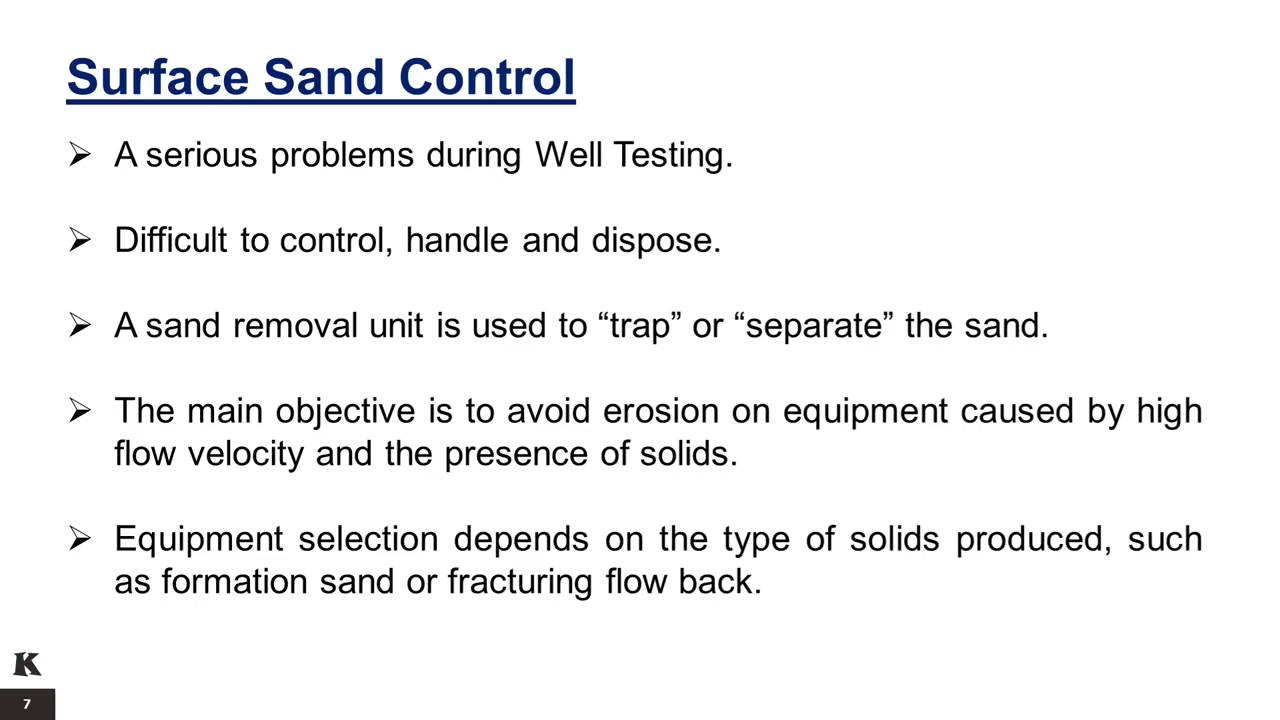 Surface Sand Control
➢ A serious problems during Well Testing.
➢ Difficult to control, handle and dispose.
➢ A sand removal unit is used to “trap” or “separate” the sand.
➢ The main objective is to avoid erosion on equipment caused by high
flow velocity and the presence of solids.
➢ Equipment selection depends on the type of solids produced, such
as formation sand or fracturing flow back.
K
7